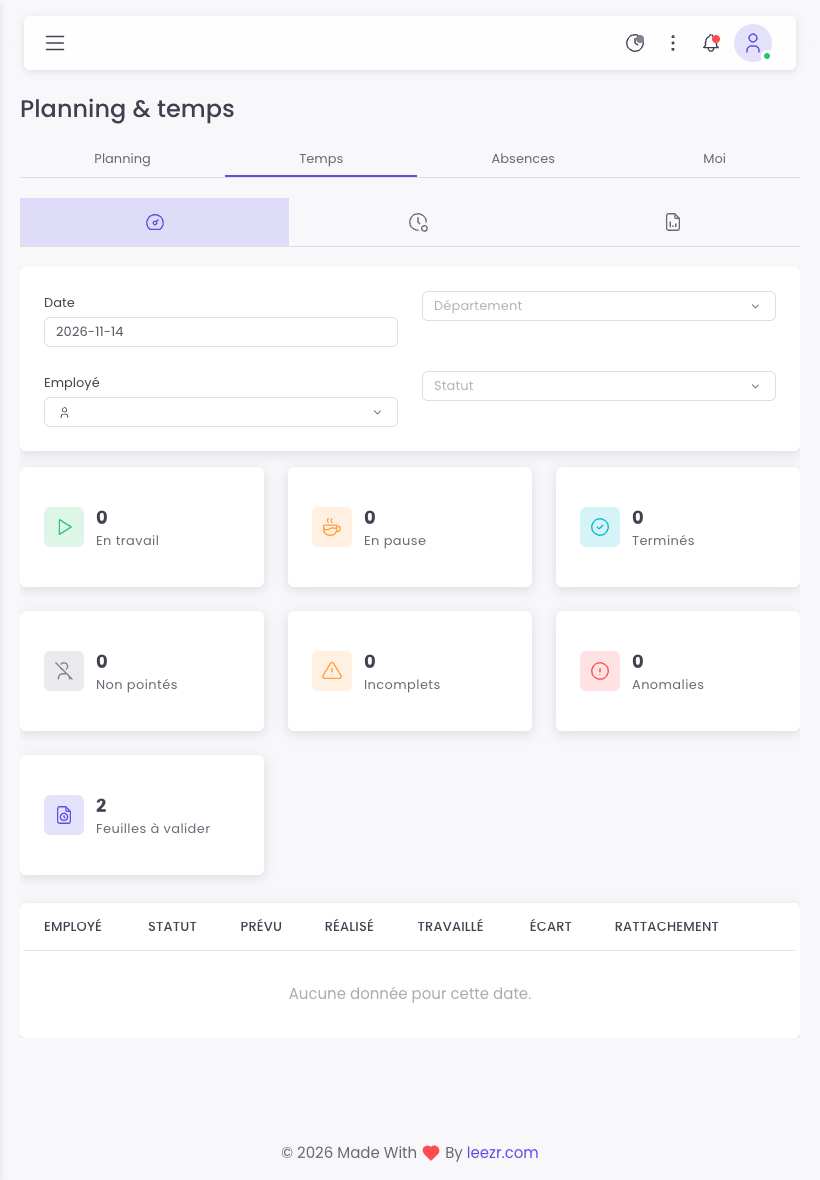 Planning & temps
Planning Temps Absences Moi
Date
2026-11-14
Département
Employé
Statut
0
En travail
0
En pause
0
Terminés
0
Non pointés
0
Incomplets
0
Anomalies
2
Feuilles à valider
EMPLOYÉ STATUT PRÉVU RÉALISÉ TRAVAILLÉ ÉCART RATTACHEMENT
Aucune donnée pour cette date.
© 2026 Made With ❤ By leezr.com